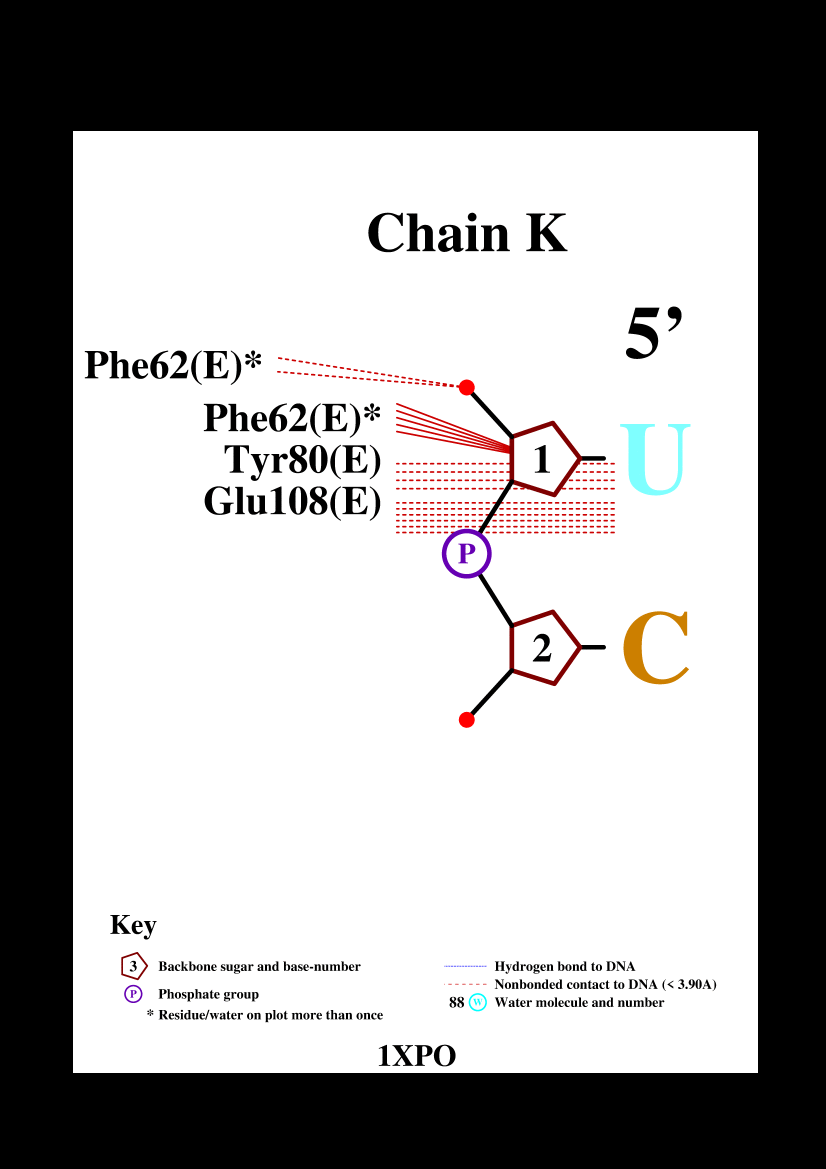 Chain K
5’
Phe62(E)*
Phe62(E)*
Tyr80(E)
Glu108(E)
1
U
P
2
C
Key
3 Backbone sugar and base-number
P Phosphate group
* Residue/water on plot more than once
Hydrogen bond to DNA
Nonbonded contact to DNA (< 3.90A)
88 W Water molecule and number
1XPO